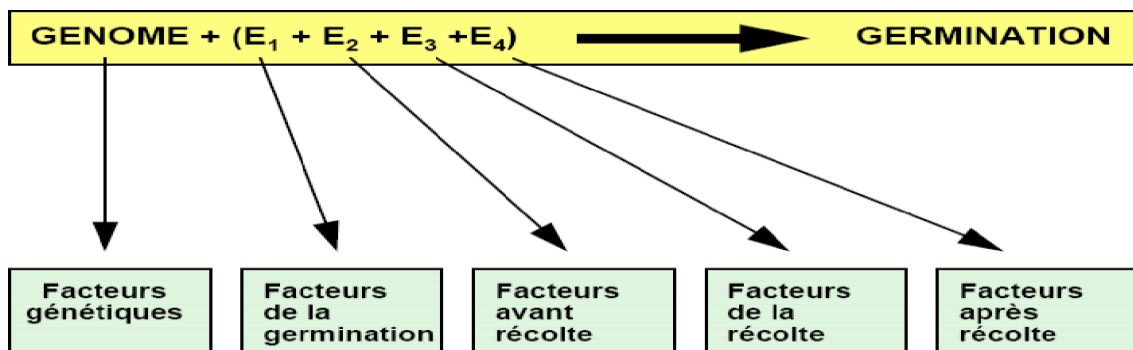 GENOME + (E₁ + E₂ + E₃ +E₄) GERMINATION
Facteurs
génétiques
Facteurs
de la
germination
Facteurs
avant
récolte
Facteurs
de la
récolte
Facteurs
après
récolte